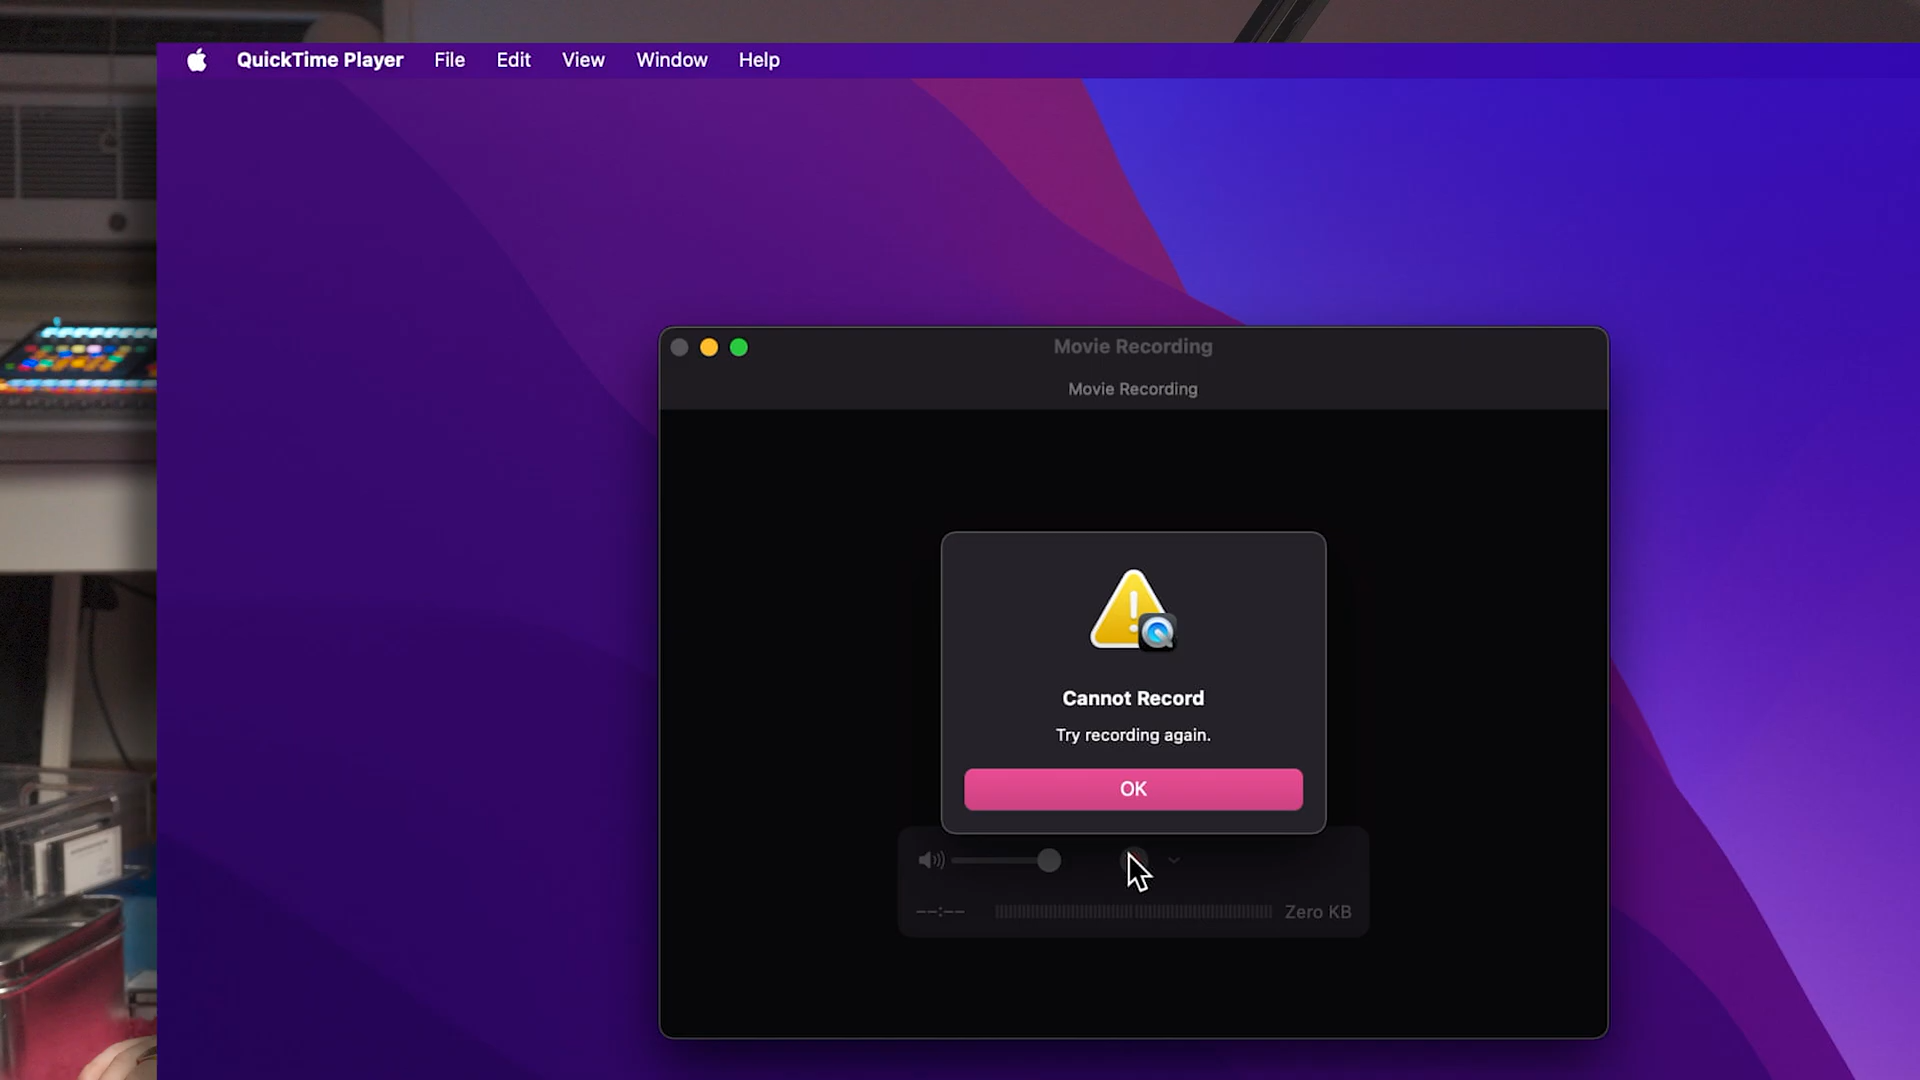 QuickTime Player File Edit View Window Help
Movie Recording
Movie Recording
Cannot Record
Try recording again.
OK
--:--
Zero KB